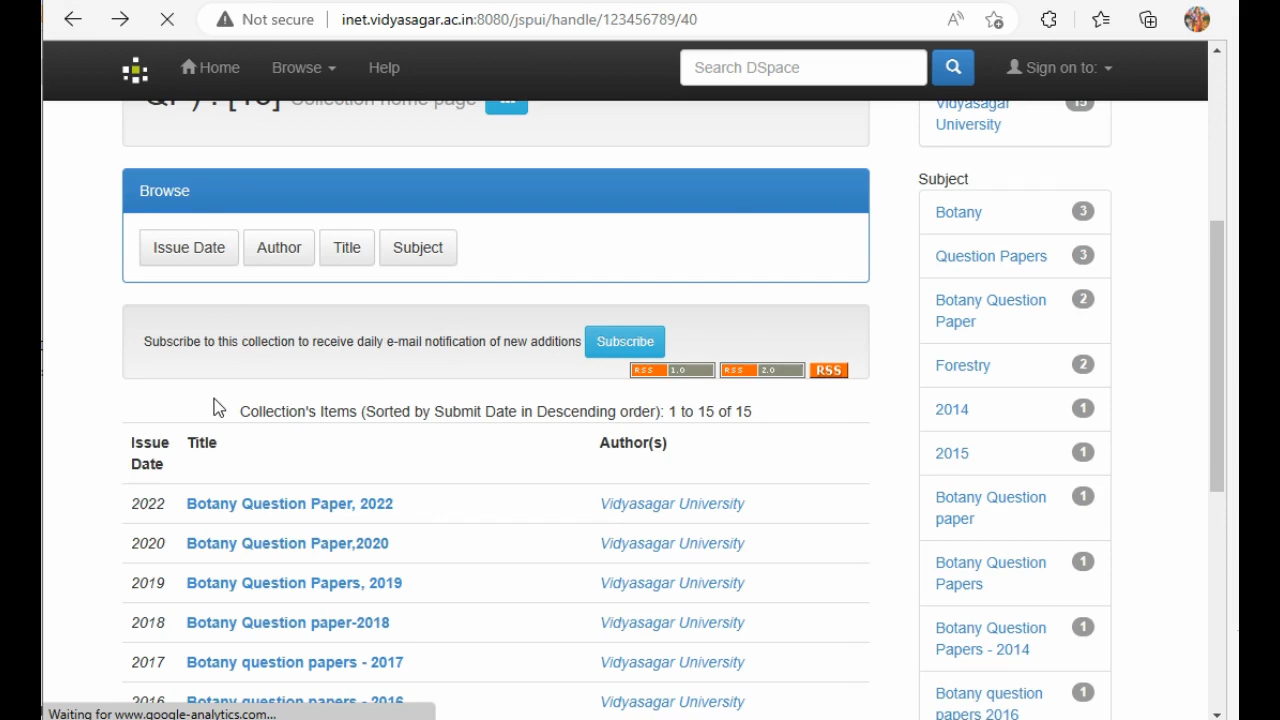 Not secure
inet.vidyasagar.ac.in:8080/jspui/handle/123456789/40
Home
Browse
Help
Search DSpace
Sign on to:
Collection home page
Vidyasagar
University
15
Browse
Issue Date
Author
Title
Subject
Subscribe to this collection to receive daily e-mail notification of new additions
Subscribe
RSS 1.0
RSS 2.0
RSS
Collection's Items (Sorted by Submit Date in Descending order): 1 to 15 of 15
Issue Date
Title
Author(s)
2022 Botany Question Paper, 2022 Vidyasagar University
2020 Botany Question Paper,2020 Vidyasagar University
2019 Botany Question Papers, 2019 Vidyasagar University
2018 Botany Question paper-2018 Vidyasagar University
2017 Botany question papers - 2017 Vidyasagar University
2016 Botany question papers - 2016 Vidyasagar University
Subject
Botany 3
Question Papers 3
Botany Question 2
Paper
Forestry 2
2014 1
2015 1
Botany Question 1
paper
Botany Question 1
Papers
Botany Question 1
Papers - 2014
Botany question 1
papers 2016
Waiting for www.google-analytics.com...